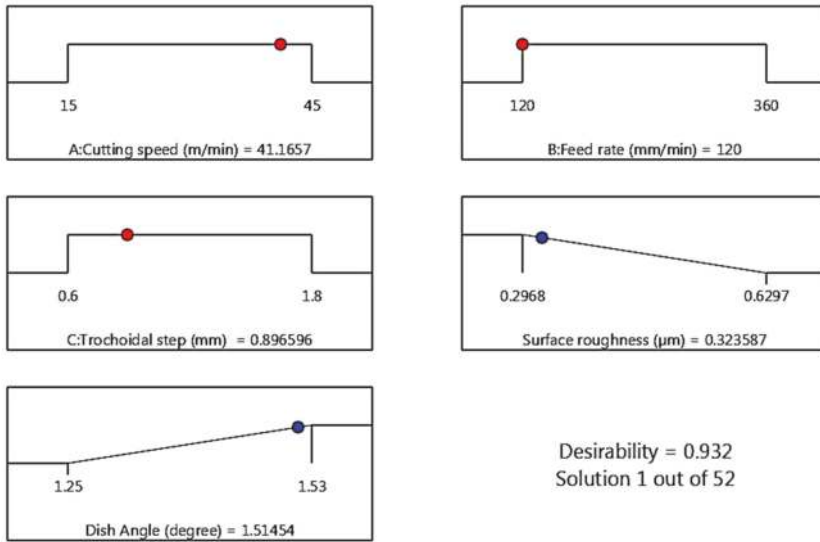 15 45
A:Cutting speed (m/min) = 41.1657
120 360
B:Feed rate (mm/min) = 120
0.6 1.8
C:Trochoidal step (mm) = 0.896596
0.2968 0.6297
Surface roughness (µm) = 0.323587
1.25 1.53
Dish Angle (degree) = 1.51454
Desirability = 0.932
Solution 1 out of 52